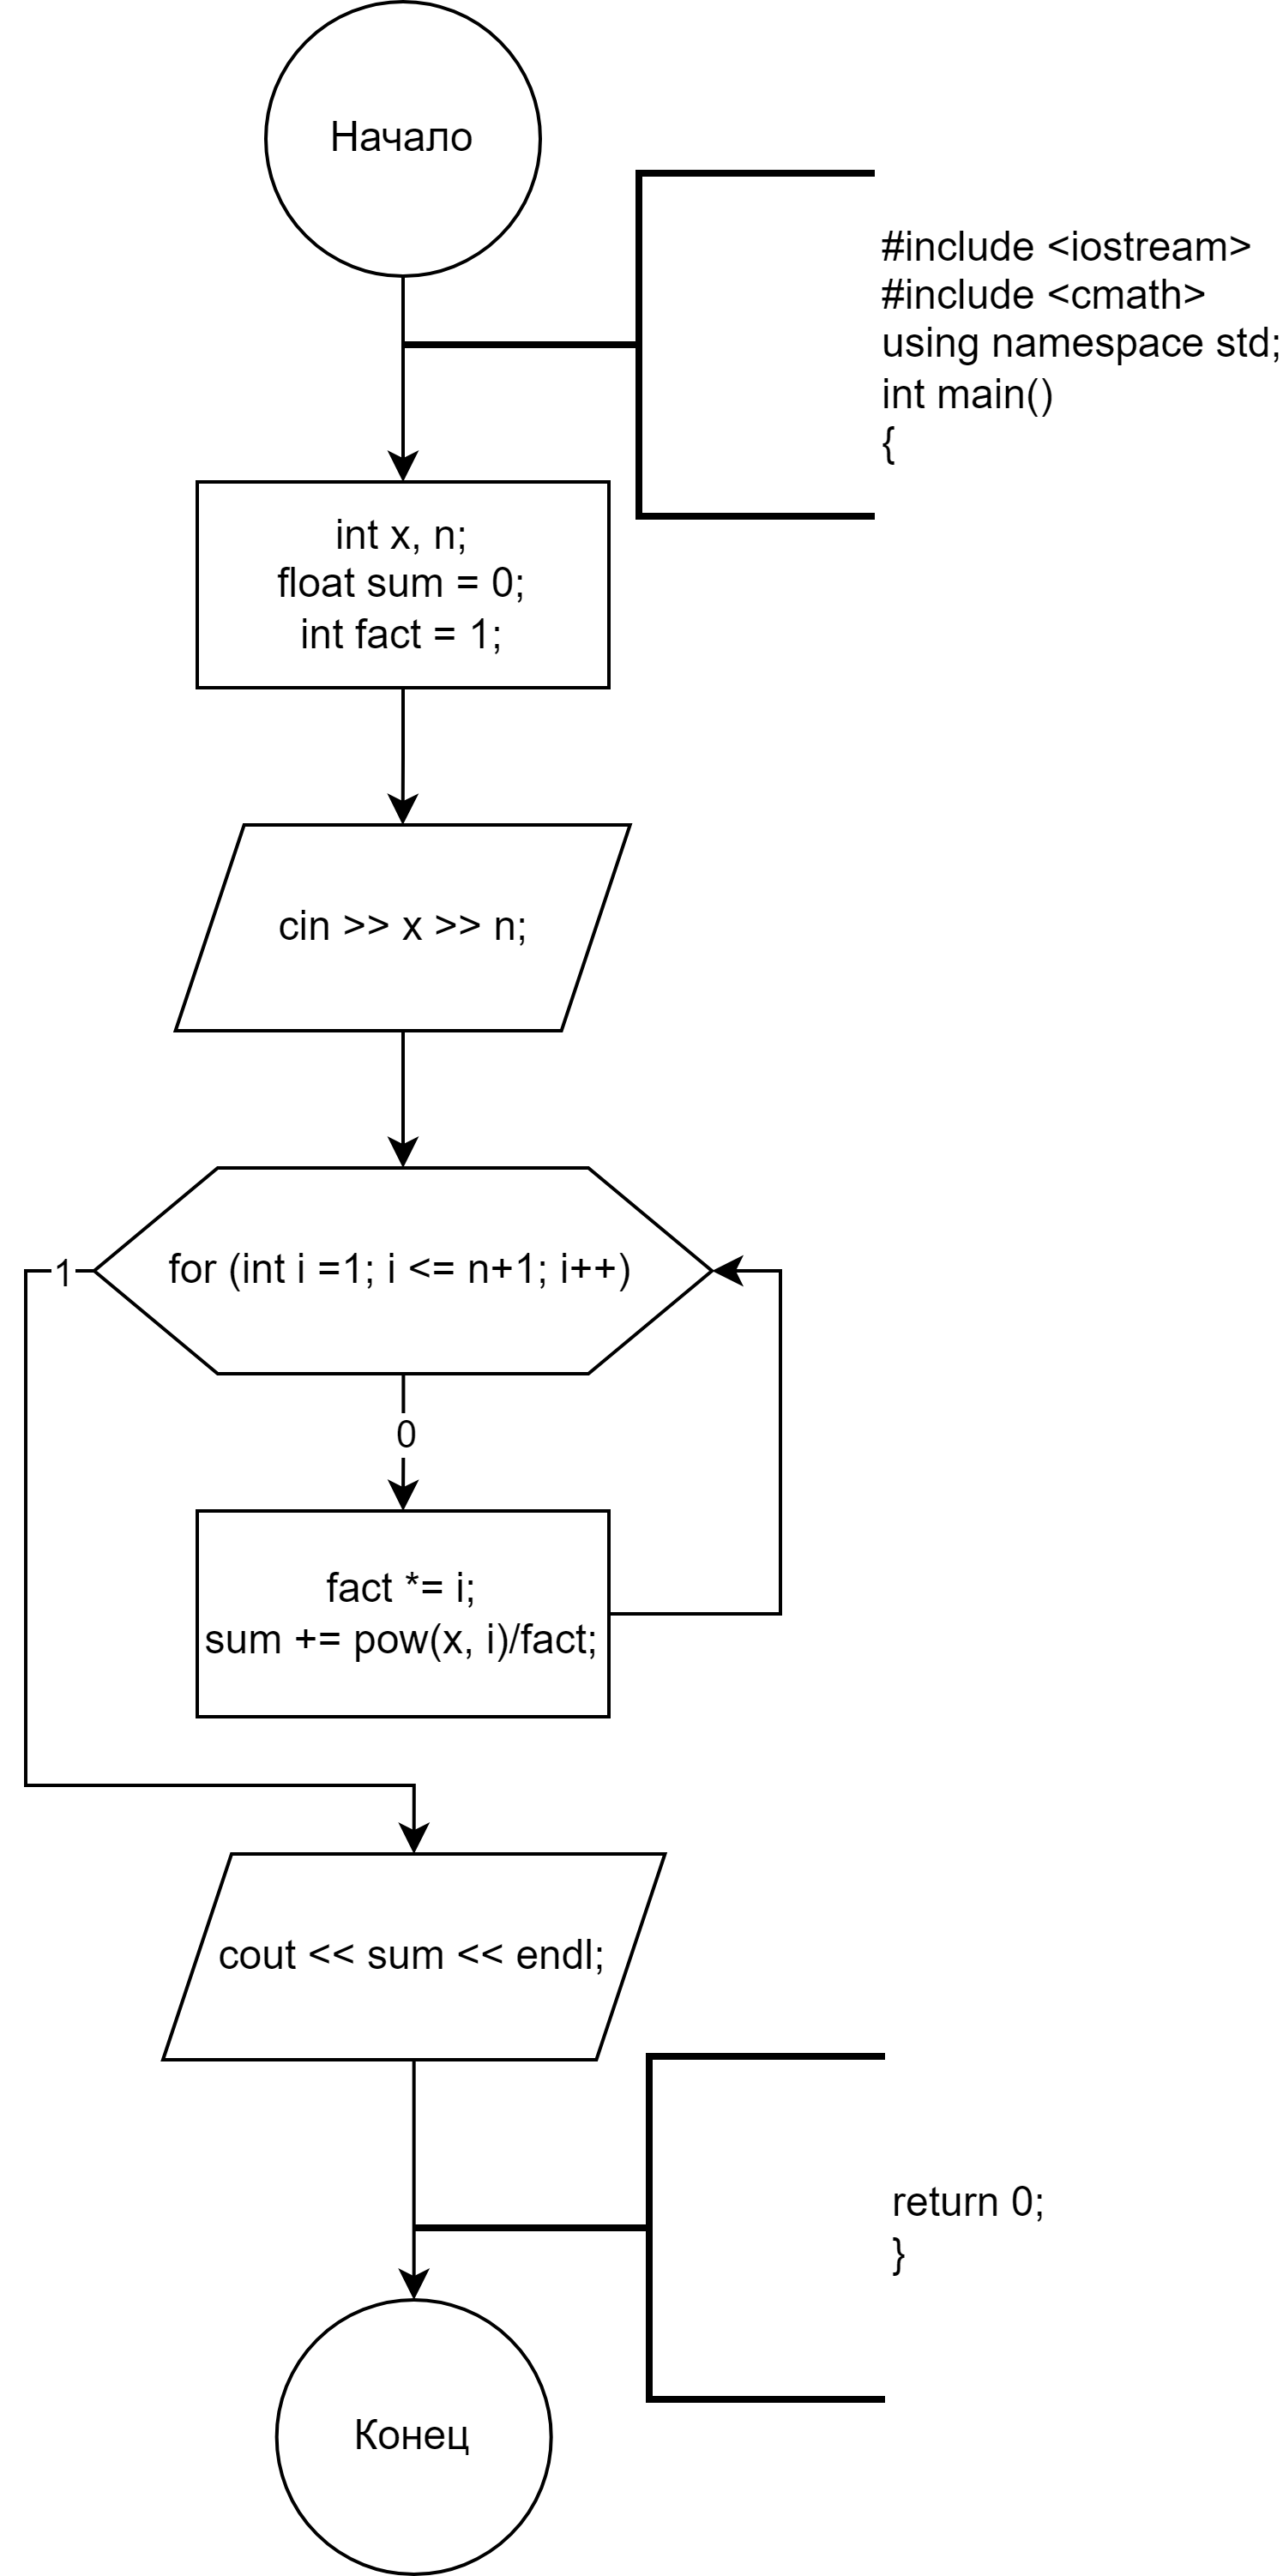 Начало
#include <iostream>
#include <cmath>
using namespace std;
int main()
{
int x, n;
float sum = 0;
int fact = 1;
cin >> x >> n;
for (int i =1; i <= n+1; i++)
1
0
fact *= i;
sum += pow(x, i)/fact;
cout << sum << endl;
return 0;
}
Конец